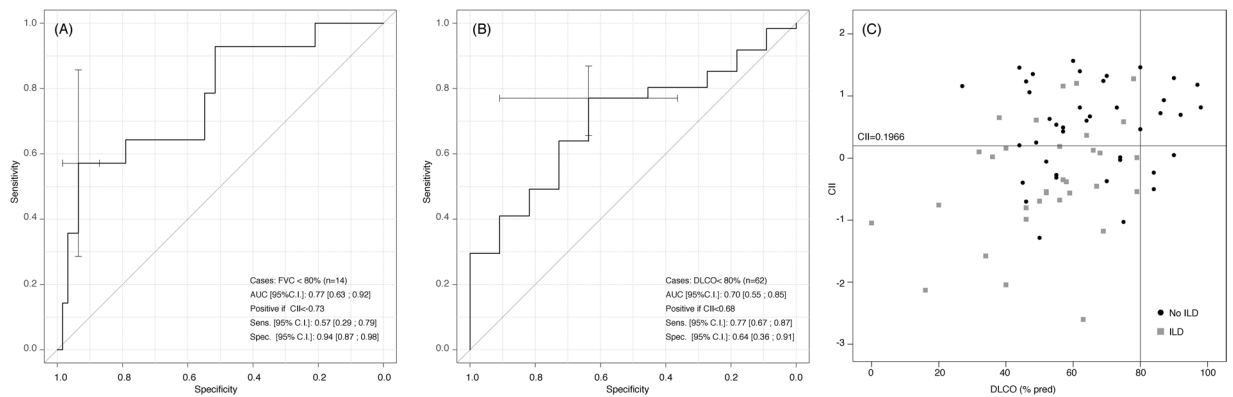 (A)
1.0
0.8
0.6
0.4
0.2
0.0
Sensitivity
Cases: FVC < 80% (n=14)
AUC [95%C.I.]: 0.77 [0.63 ; 0.92]
Positive if CII<-0.73
Sens. [95% C.I.]: 0.57 [0.29 ; 0.79]
Spec. [95% C.I.]: 0.94 [0.87 ; 0.98]
1.0 0.8 0.6 0.4 0.2 0.0
Specificity
(B)
1.0
0.8
0.6
0.4
0.2
0.0
Sensitivity
Cases: DLCO< 80% (n=62)
AUC [95%C.I.]: 0.70 [0.55 ; 0.85]
Positive if CII<0.68
Sens. [95% C.I.]: 0.77 [0.67 ; 0.87]
Spec. [95% C.I.]: 0.64 [0.36 ; 0.91]
1.0 0.8 0.6 0.4 0.2 0.0
Specificity
(C)
2
1
CII=0.1966
0
-1
-2
-3
CII
No ILD
ILD
0 20 40 60 80 100
DLCO (% pred)